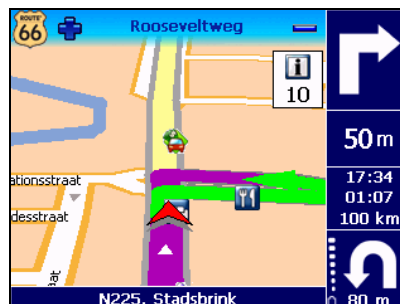 ROUTE
66
Rooseveltweg
i
10
50 m
17:34
01:07
100 km
ationsstraat
desstraat
80 m
N225, Stadsbrink